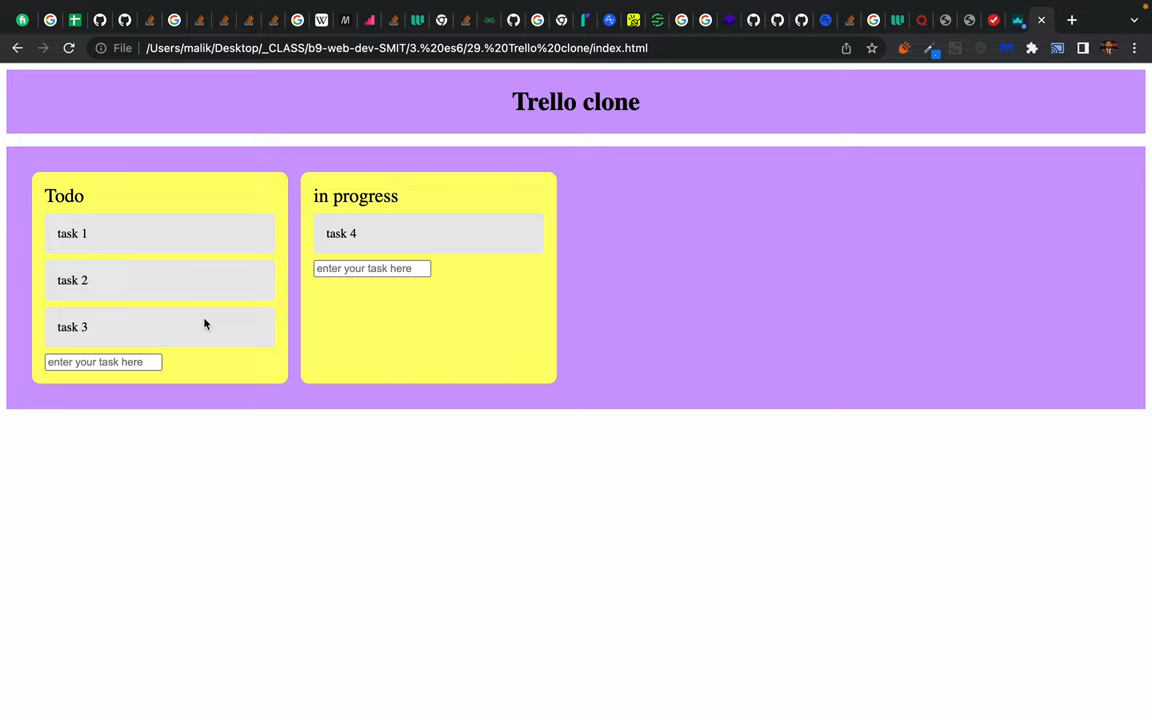 File /Users/malik/Desktop/_CLASS/b9-web-dev-SMIT/3.%20es6/29.%20Trello%20clone/index.html
Trello clone
Todo
task 1
task 2
task 3
enter your task here
in progress
task 4
enter your task here